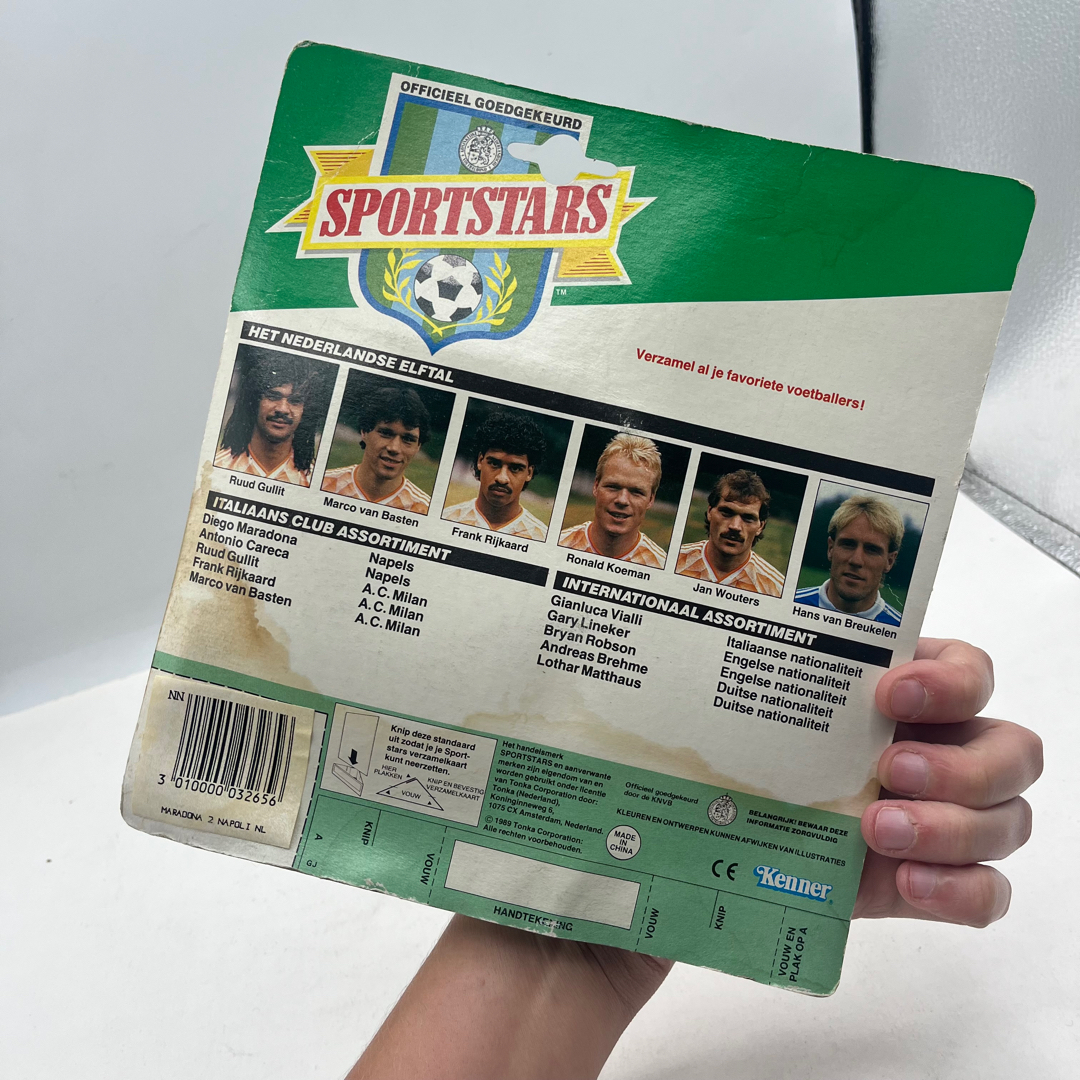 OFFICIEEL GOEDGEKEURD
SPORTSTARS
TM
HET NEDERLANDSE ELFTAL
Verzamel al je favoriete voetballers!
Ruud Gullit
Marco van Basten
Frank Rijkaard
Ronald Koeman
Jan Wouters
Hans van Breukelen
ITALIAANS CLUB ASSORTIMENT
Diego Maradona Napels
Antonio Careca Napels
Ruud Gullit A.C. Milan
Frank Rijkaard A.C. Milan
Marco van Basten A.C. Milan
INTERNATIONAAL ASSORTIMENT
Gianluca Vialli Italiaanse nationaliteit
Gary Lineker Engelse nationaliteit
Bryan Robson Engelse nationaliteit
Andreas Brehme Duitse nationaliteit
Lothar Matthaus Duitse nationaliteit
NN
3 010000 032656
MARADONA 2 NAPOLI NL
Knip deze standaard
uit zodat je je Sport-
stars verzamelkaart
kunt neerzetten.
HIER
PLAKKEN
VOUW
KNIP EN BEVESTIG
VERZAMELKAART
Het handelsmerk
SPORTSTARS en aanverwante
merken zijn eigendom van en
worden gebruikt onder licentie
van Tonka Corporation door:
Tonka (Nederland),
Koninginneweg 6,
1075 CX Amsterdam, Nederland.
© 1989 Tonka Corporation:
Alle rechten voorbehouden.
Officieel goedgekeurd
door de KNVB
BELANGRIJK! BEWAAR DEZE
INFORMATIE ZORGVULDIG
KLEUREN EN ONTWERPEN KUNNEN AFWIJKEN VAN ILLUSTRATIES
MADE
IN
CHINA
CE
Kenner
A
GJ
KNIP
VOUW
HANDTEKENING
VOUW
KNIP
VOUW EN
PLAK OP A